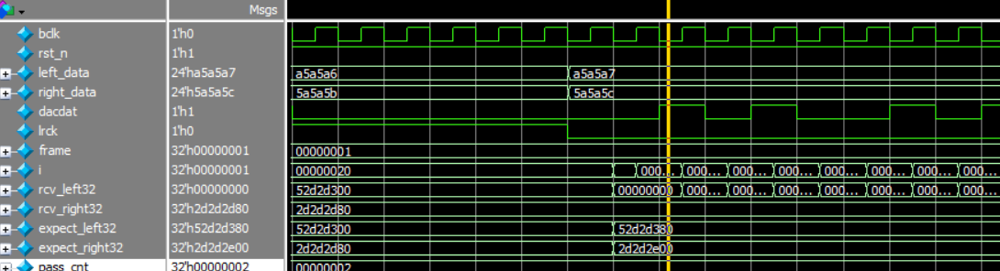 Msgs
bclk 1'h0
rst_n 1'h1
left_data 24'ha5a5a7 a5a5a6 a5a5a7
right_data 24'h5a5a5c 5a5a5b 5a5a5c
dacdat 1'h1
lrck 1'h0
frame 32'h00000001 00000001
i 32'h00000001 00000020 000... 000... 000... 000... 000... 000... 000... 000...
rcv_left32 32'h00000000 52d2d300 00000000 000... 000... 000... 000... 000... 000... 000...
rcv_right32 32'h2d2d2d80 2d2d2d80
expect_left32 32'h52d2d380 52d2d300 52d2d380
expect_right32 32'h2d2d2e00 2d2d2d80 2d2d2e00
pass_cnt 32'h00000002 00000002